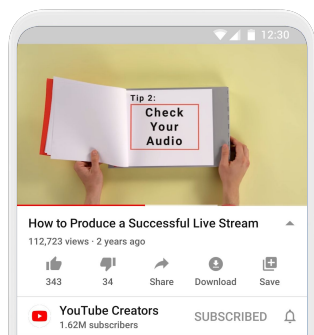 12:30
Tip 2:
Check
Your
Audio
How to Produce a Successful Live Stream
112,723 views · 2 years ago
343
34
Share
Download
Save
YouTube Creators
SUBSCRIBED
1.62M subscribers